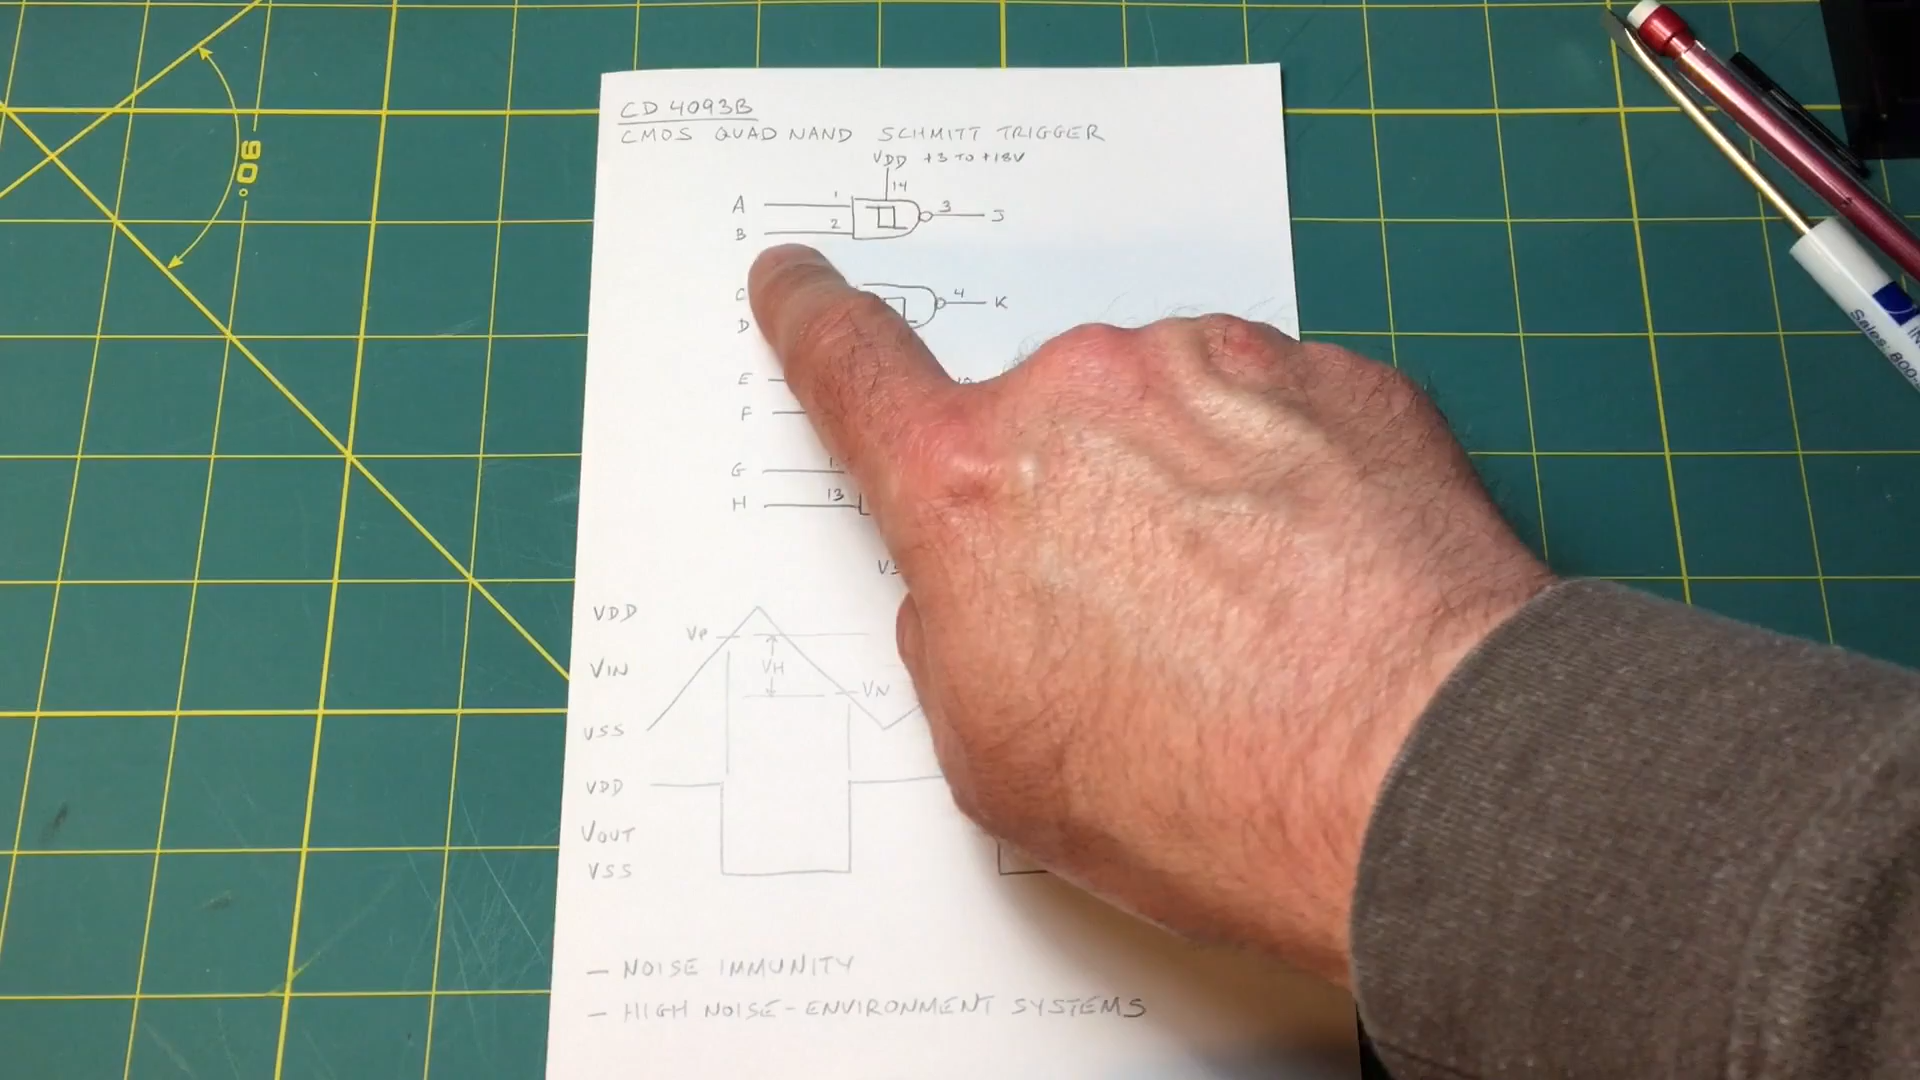 CD 4093B
CMOS QUAD NAND SCHMITT TRIGGER
VDD +3 TO +18V
14
A 1
2 3 J
B
C 4 K
D
E
F
G 1
H 13
VDD
VP
VIN VH
VN
VSS
VDD
VOUT
VSS
— NOISE IMMUNITY
— HIGH NOISE-ENVIRONMENT SYSTEMS
90°